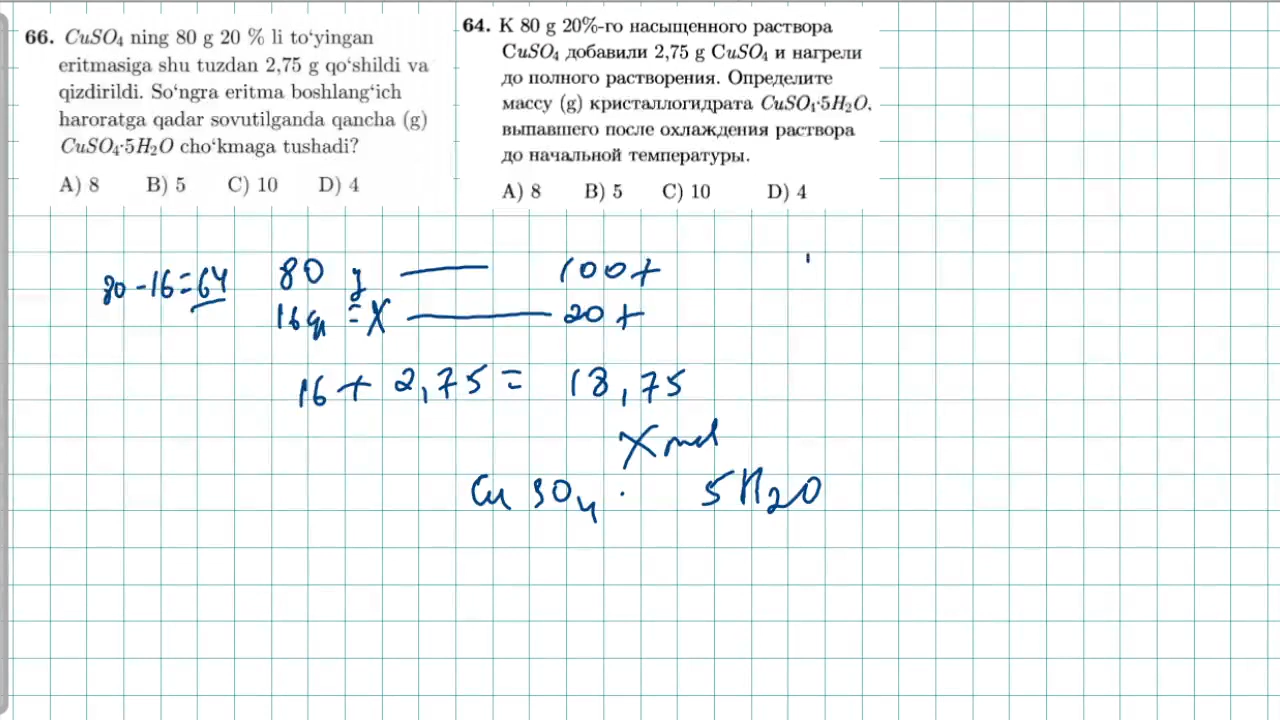 66. CuSO₄ ning 80 g 20 % li to‘yingan
eritmasiga shu tuzdan 2,75 g qo‘shildi va
qizdirildi. So‘ngra eritma boshlang‘ich
haroratga qadar sovutilganda qancha (g)
CuSO₄·5H₂O cho‘kmaga tushadi?
A) 8 B) 5 C) 10 D) 4
64. К 80 g 20%-го насыщенного раствора
CuSO₄ добавили 2,75 g CuSO₄ и нагрели
до полного растворения. Определите
массу (g) кристаллогидрата CuSO₄·5H₂O,
выпавшего после охлаждения раствора
до начальной температуры.
A) 8 B) 5 C) 10 D) 4
80 - 16 = 64
80 g — 100%
16 g = X — 20%
16 + 2,75 = 18,75
X mol
CuSO₄ · 5H₂O